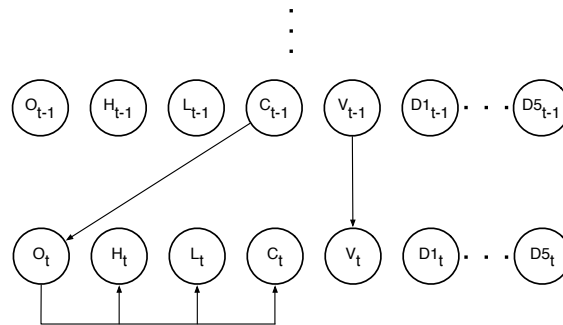 O_{t-1} H_{t-1} L_{t-1} C_{t-1} V_{t-1} D1_{t-1} . . . D5_{t-1}
O_t H_t L_t C_t V_t D1_t . . . D5_t